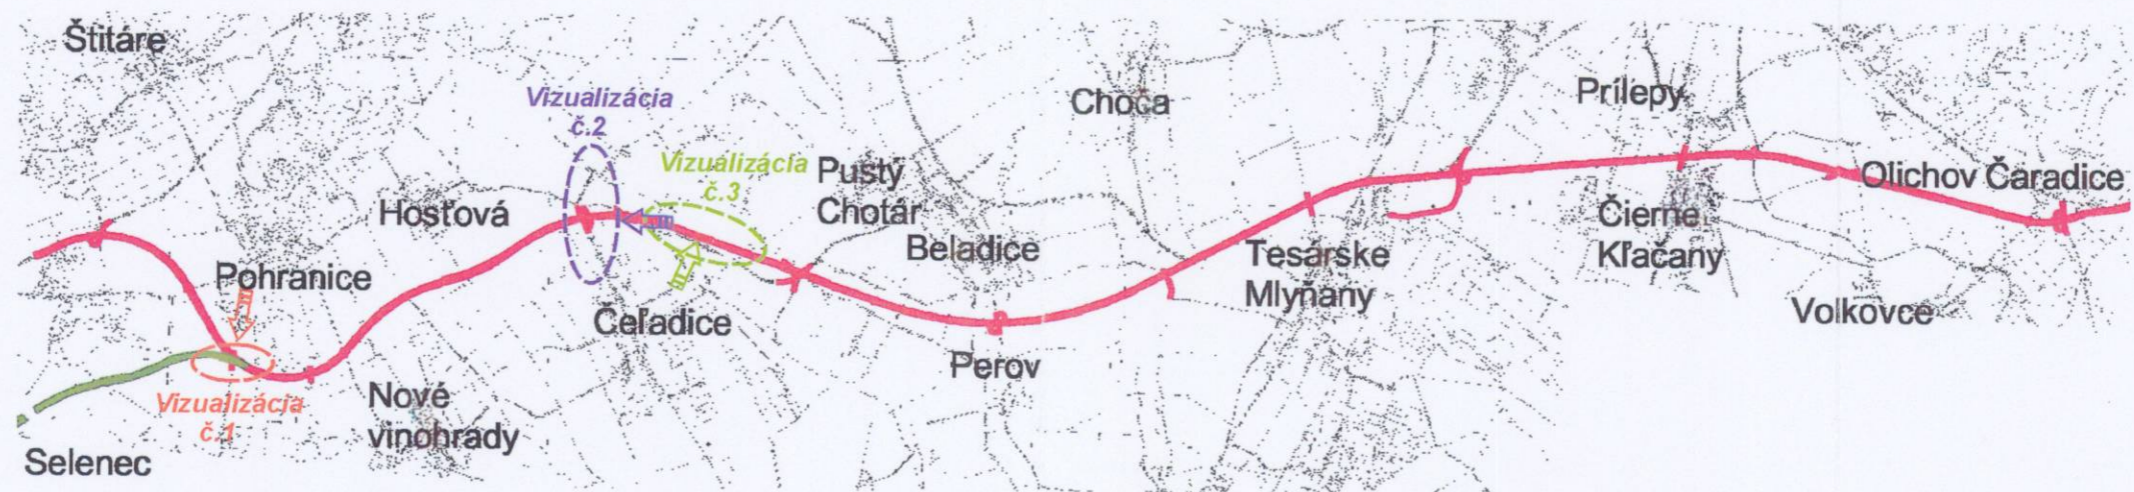 Štitáre
Vizualizácia
č.2
Choča
Prílepy
Vizualizácia
č.3
Pustý
Chotár
Hosťová
Olichov Čaradice
Čierne
Kľačany
Beladice
Tesárske
Mlyňany
Pohranice
Čeľadice
Volkovce
Perov
Vizualizácia
č.1
Nové
vinohrady
Selenec